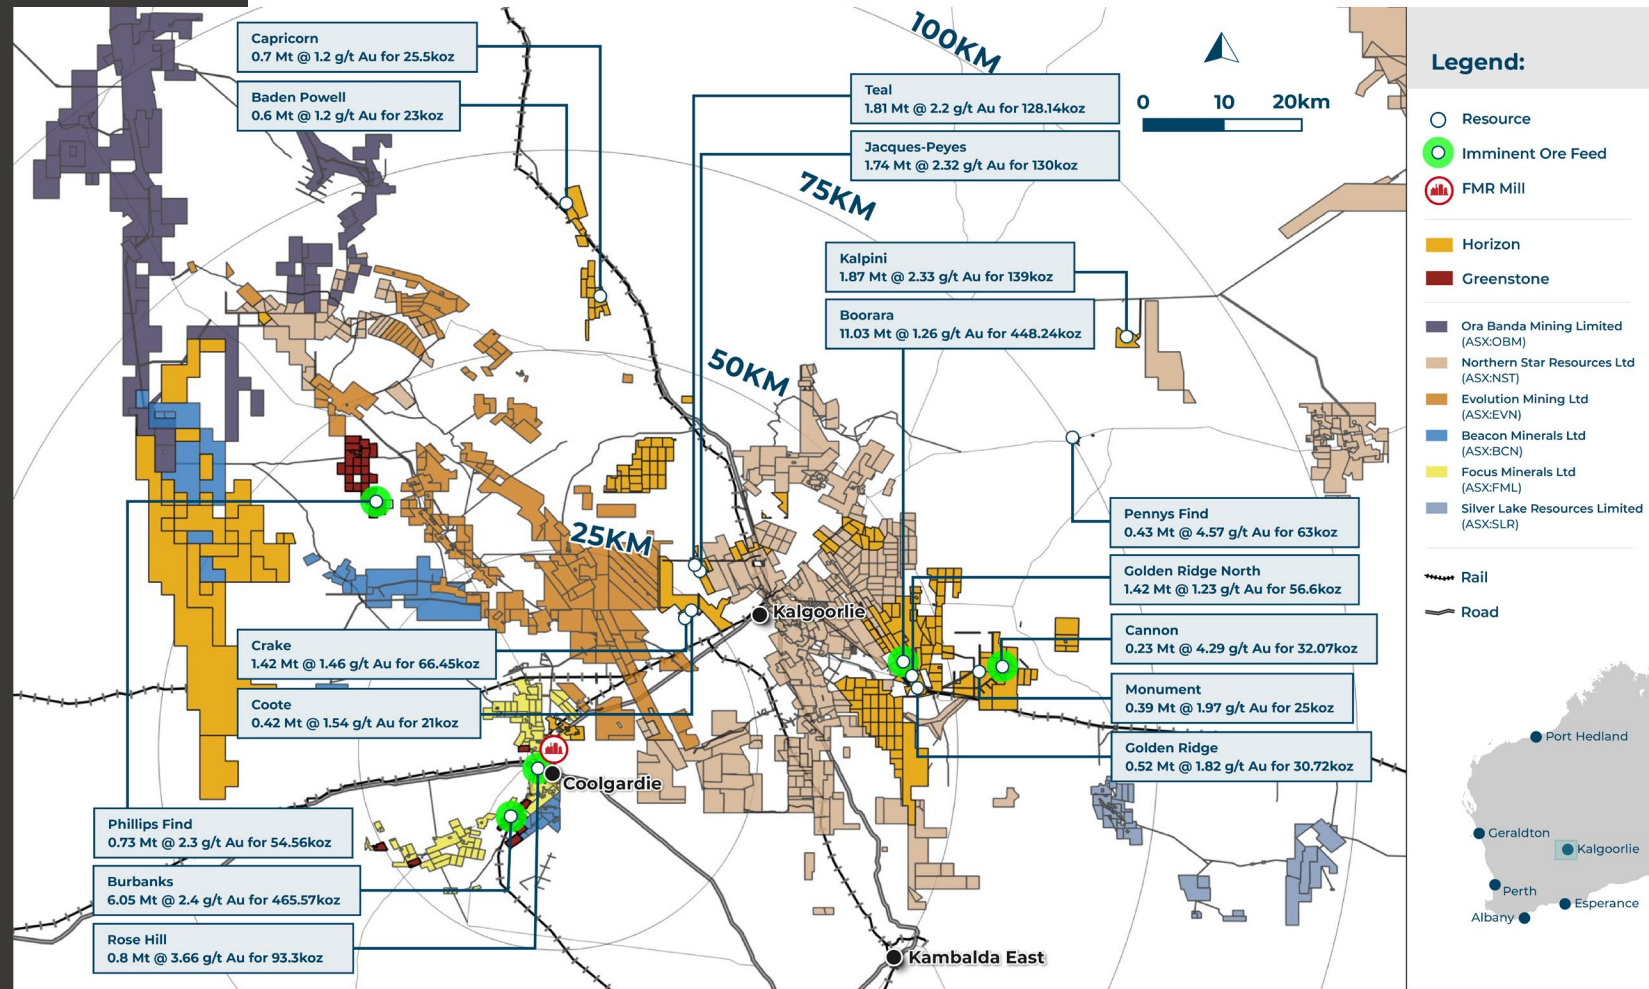 Capricorn
0.7 Mt @ 1.2 g/t Au for 25.5koz
Baden Powell
0.6 Mt @ 1.2 g/t Au for 23koz
100KM
Teal
1.81 Mt @ 2.2 g/t Au for 128.14koz
Jacques-Peyes
1.74 Mt @ 2.32 g/t Au for 130koz
0 10 20km
75KM
Kalpini
1.87 Mt @ 2.33 g/t Au for 139koz
Boorara
11.03 Mt @ 1.26 g/t Au for 448.24koz
50KM
25KM
Pennys Find
0.43 Mt @ 4.57 g/t Au for 63koz
Golden Ridge North
1.42 Mt @ 1.23 g/t Au for 56.6koz
Kalgoorlie
Cannon
0.23 Mt @ 4.29 g/t Au for 32.07koz
Crake
1.42 Mt @ 1.46 g/t Au for 66.45koz
Monument
0.39 Mt @ 1.97 g/t Au for 25koz
Coote
0.42 Mt @ 1.54 g/t Au for 21koz
Golden Ridge
0.52 Mt @ 1.82 g/t Au for 30.72koz
Coolgardie
Phillips Find
0.73 Mt @ 2.3 g/t Au for 54.56koz
Burbanks
6.05 Mt @ 2.4 g/t Au for 465.57koz
Rose Hill
0.8 Mt @ 3.66 g/t Au for 93.3koz
Kambalda East
Legend:
Resource
Imminent Ore Feed
FMR Mill
Horizon
Greenstone
Ora Banda Mining Limited
(ASX:OBM)
Northern Star Resources Ltd
(ASX:NST)
Evolution Mining Ltd
(ASX:EVN)
Beacon Minerals Ltd
(ASX:BCN)
Focus Minerals Ltd
(ASX:FML)
Silver Lake Resources Limited
(ASX:SLR)
Rail
Road
Port Hedland
Geraldton
Kalgoorlie
Perth
Esperance
Albany